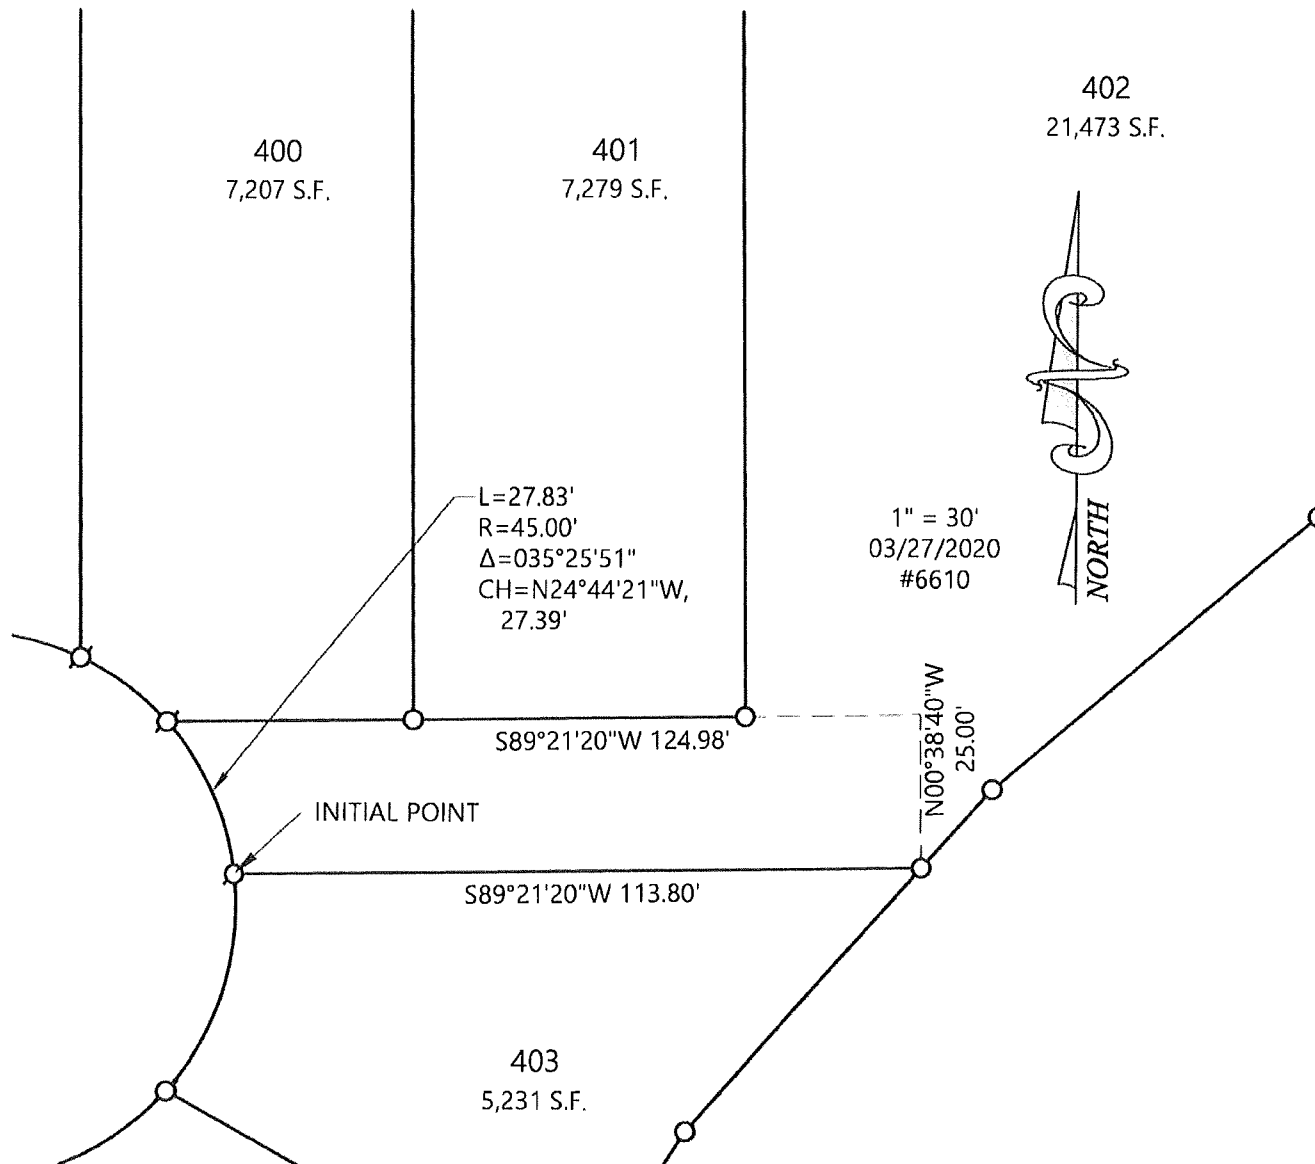 402
21,473 S.F.
400
7,207 S.F.
401
7,279 S.F.
L=27.83'
R=45.00'
Δ=035°25'51"
CH=N24°44'21"W,
27.39'
1" = 30'
03/27/2020
#6610
NORTH
N00°38'40"W
25.00'
S89°21'20"W 124.98'
INITIAL POINT
S89°21'20"W 113.80'
403
5,231 S.F.